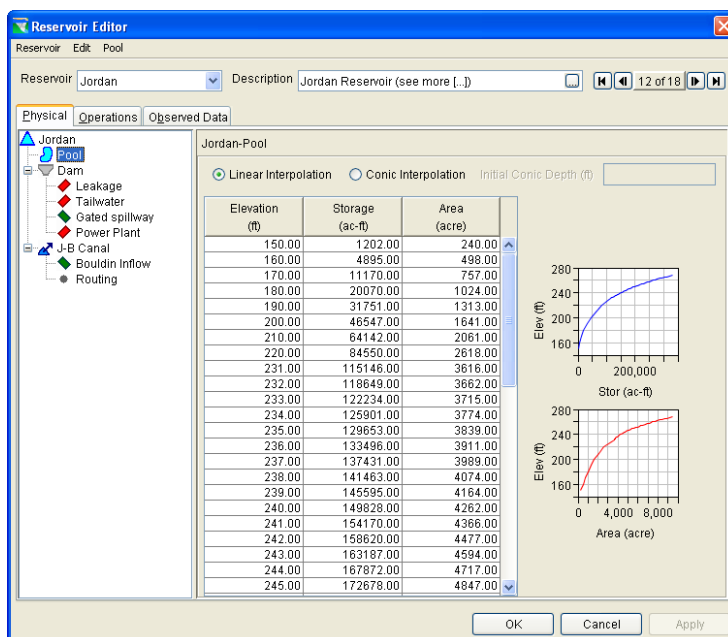 Reservoir Editor
Reservoir Edit Pool
Reservoir Jordan Description Jordan Reservoir (see more [...]) ... 12 of 18
Physical Operations Observed Data
Jordan
Pool
Dam
Leakage
Tailwater
Gated spillway
Power Plant
J-B Canal
Bouldin Inflow
Routing
Jordan-Pool
Linear Interpolation Conic Interpolation Initial Conic Depth (ft)
Elevation Storage Area
(ft) (ac-ft) (acre)
150.00 1202.00 240.00
160.00 4895.00 498.00
170.00 11170.00 757.00
180.00 20070.00 1024.00
190.00 31751.00 1313.00
200.00 46547.00 1641.00
210.00 64142.00 2061.00
220.00 84550.00 2618.00
231.00 115146.00 3616.00
232.00 118649.00 3662.00
233.00 122234.00 3715.00
234.00 125901.00 3774.00
235.00 129653.00 3839.00
236.00 133496.00 3911.00
237.00 137431.00 3989.00
238.00 141463.00 4074.00
239.00 145595.00 4164.00
240.00 149828.00 4262.00
241.00 154170.00 4366.00
242.00 158620.00 4477.00
243.00 163187.00 4594.00
244.00 167872.00 4717.00
245.00 172678.00 4847.00
280
240
200
160
Elev (ft)
0 200,000
Stor (ac-ft)
280
240
200
160
Elev (ft)
0 4,000 8,000
Area (acre)
OK Cancel Apply